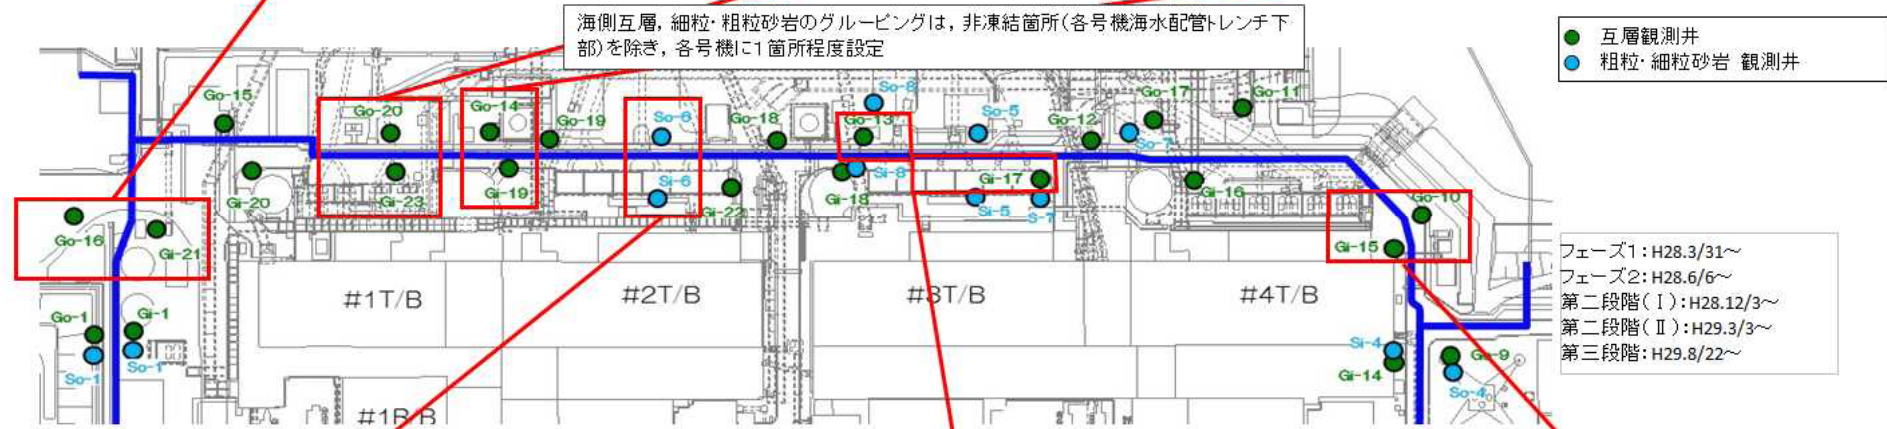 海側互層，細粒・粗粒砂岩のグルーピングは，非凍結箇所（各号機海水配管トレンチ下
部）を除き，各号機に１箇所程度設定
互層観測井
粗粒・細粒砂岩 観測井
Go-15
Go-20
Go-14
Go-19
So-6
Go-18
So-8
Go-13
So-5
Go-12
Go-17
So-7
Go-11
Gi-20
Gi-23
Gi-19
Si-6
Gi-22
Gi-18
Si-8
Gi-17
Si-5
S-7
Gi-16
Go-10
Gi-15
Go-16
Gi-21
#1T/B
#2T/B
#3T/B
#4T/B
Go-1
Gi-1
So-1
So-1
Si-4
Gi-14
Go-9
So-4
#1R/B
フェーズ1：H28.3/31～
フェーズ2：H28.6/6～
第二段階(Ⅰ)：H28.12/3～
第二段階(Ⅱ)：H29.3/3～
第三段階：H29.8/22～